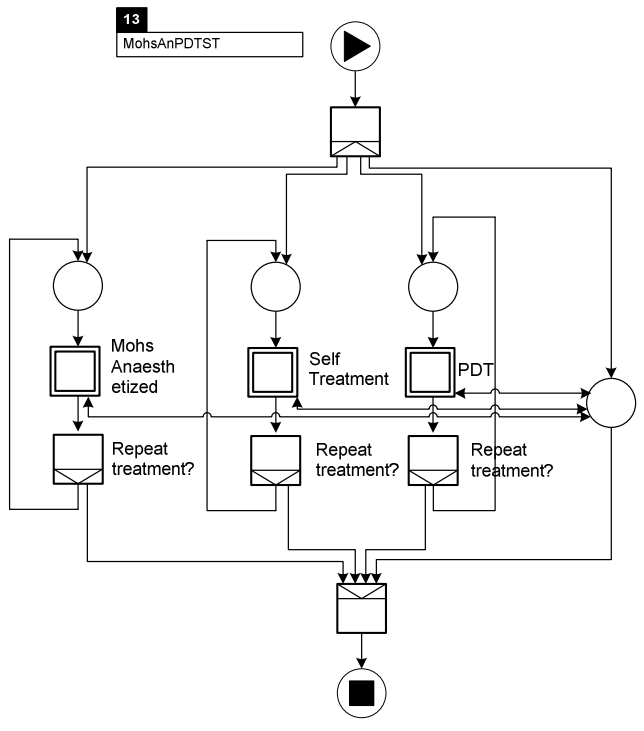 13
MohsAnPDTST
Mohs
Anaesth
etized
Self
Treatment
PDT
Repeat
treatment?
Repeat
treatment?
Repeat
treatment?